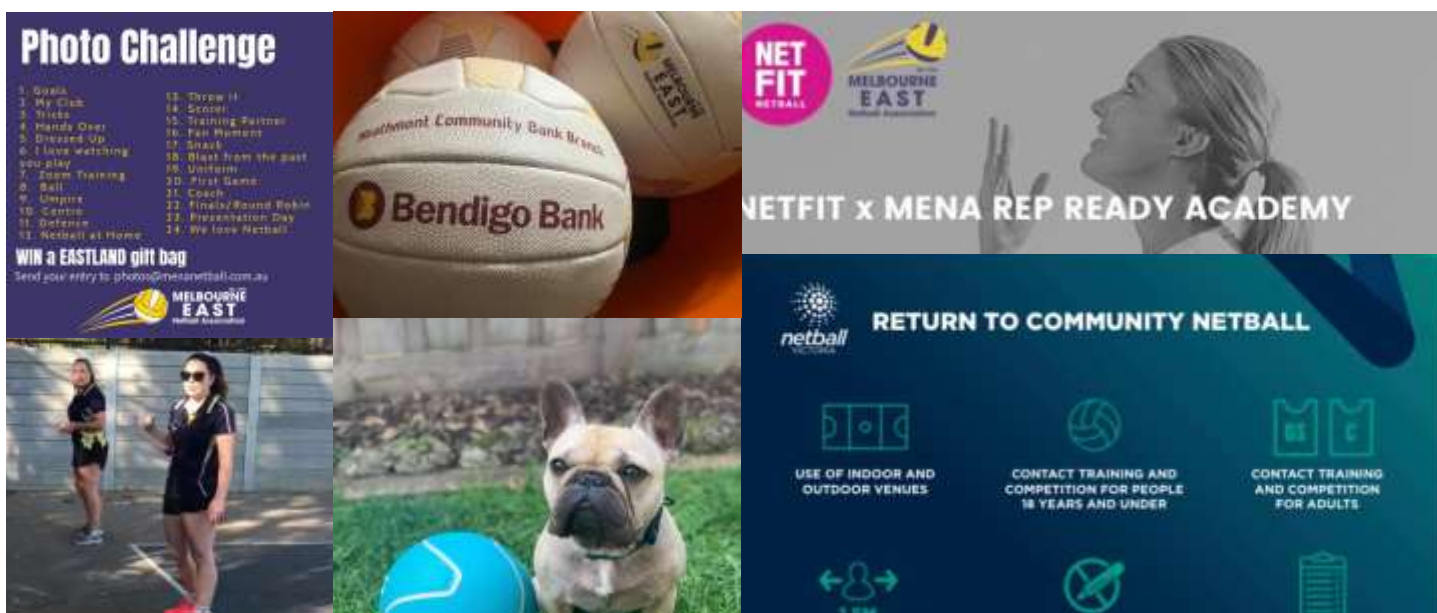 Photo Challenge
1. Goals
2. My Club
3. Tricks
4. Hands Over
5. Dressed Up
6. I love watching
you play
7. Zoom Training
8. Ball
9. Umpire
10. Centre
11. Defence
12. Netball at Home
13. Throw It
14. Scorer
15. Training Partner
16. Fan Moment
17. Snack
18. Blast from the past
19. Uniform
20. First Game
21. Coach
22. Finals/Round Robin
23. Presentation Day
24. We love Netball
WIN a EASTLAND gift bag
Send your entry to photos@menanetball.com.au
MELBOURNE
EAST
Netball Association
Heathmont Community Bank Branch
Bendigo Bank
MELBOURNE
EAST
NET
FIT
NETBALL
MELBOURNE
EAST
Netball Association
NETFIT x MENA REP READY ACADEMY
netball
VICTORIA
RETURN TO COMMUNITY NETBALL
USE OF INDOOR AND
OUTDOOR VENUES
CONTACT TRAINING AND
COMPETITION FOR PEOPLE
18 YEARS AND UNDER
CONTACT TRAINING
AND COMPETITION
FOR ADULTS
C